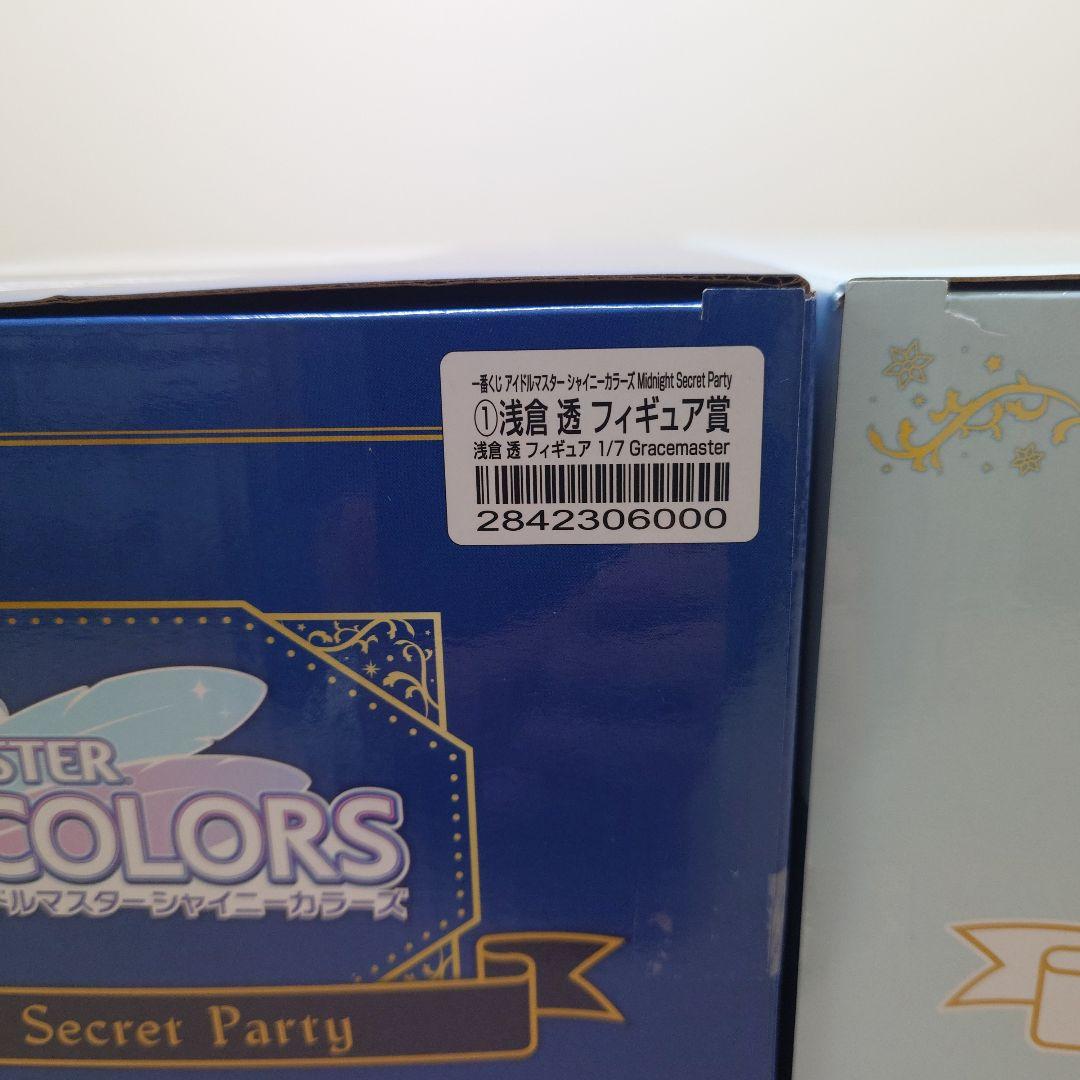 一番くじ アイドルマスター シャイニーカラーズ Midnight Secret Party
①浅倉 透 フィギュア賞
浅倉 透 フィギュア 1/7 Gracemaster
2842306000
STER
COLORS
ドルマスター シャイニーカラーズ
Secret Party